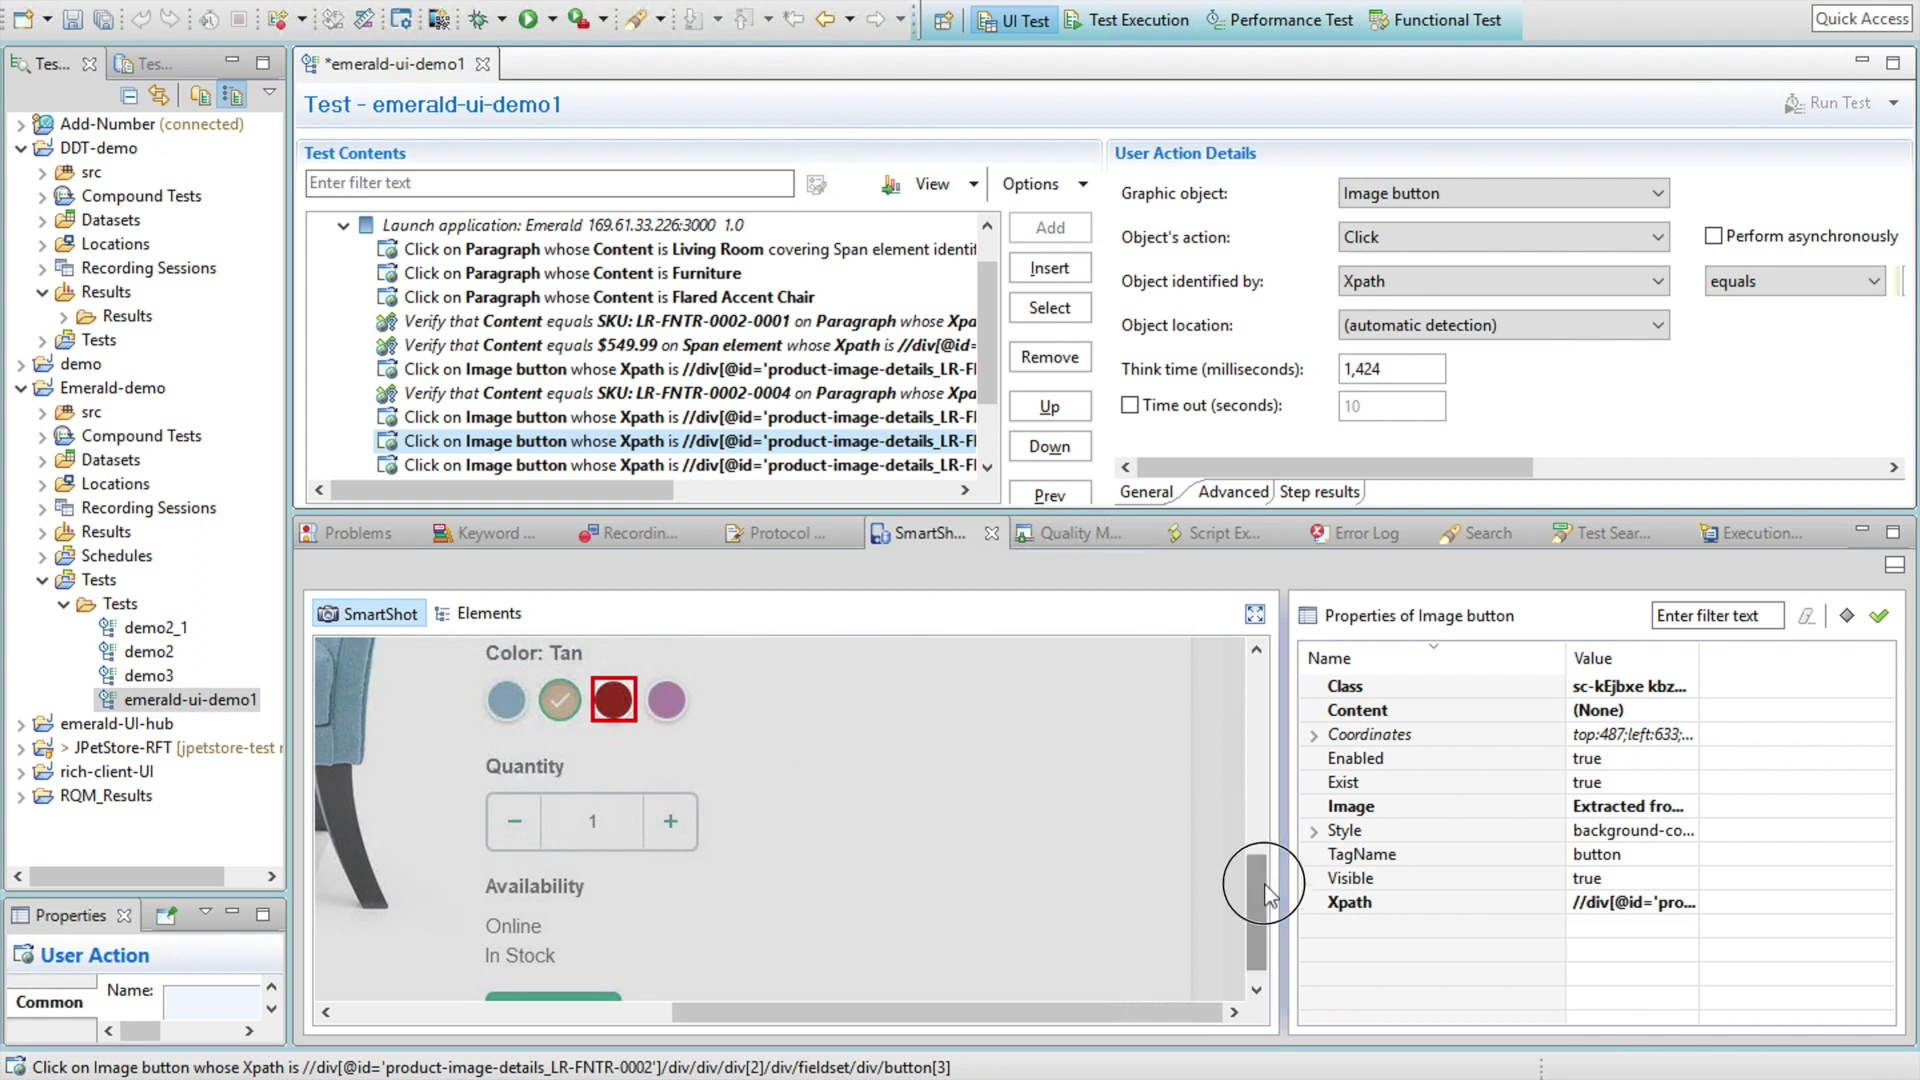 UI Test
Test Execution
Performance Test
Functional Test
Quick Access
Tes...
Tes...
*emerald-ui-demo1
Test - emerald-ui-demo1
Run Test
Add-Number (connected)
DDT-demo
src
Compound Tests
Datasets
Locations
Recording Sessions
Results
Results
Tests
demo
Emerald-demo
src
Compound Tests
Datasets
Locations
Recording Sessions
Results
Schedules
Tests
Tests
demo2_1
demo2
demo3
emerald-ui-demo1
emerald-UI-hub
> JPetStore-RFT [jpetstore-test r
rich-client-UI
RQM_Results
Test Contents
Enter filter text
View
Options
Launch application: Emerald 169.61.33.226:3000 1.0
Click on Paragraph whose Content is Living Room covering Span element identif
Click on Paragraph whose Content is Furniture
Click on Paragraph whose Content is Flared Accent Chair
Verify that Content equals SKU: LR-FNTR-0002-0001 on Paragraph whose Xpa
Verify that Content equals $549.99 on Span element whose Xpath is //div[@id=
Click on Image button whose Xpath is //div[@id='product-image-details_LR-FI
Verify that Content equals SKU: LR-FNTR-0002-0004 on Paragraph whose Xpa
Click on Image button whose Xpath is //div[@id='product-image-details_LR-FI
Click on Image button whose Xpath is //div[@id='product-image-details_LR-FI
Click on Image button whose Xpath is //div[@id='product-image-details_LR-FI
Add
Insert
Select
Remove
Up
Down
Prev
User Action Details
Graphic object:
Image button
Object's action:
Click
Perform asynchronously
Object identified by:
Xpath
equals
Object location:
(automatic detection)
Think time (milliseconds):
1,424
Time out (seconds):
10
General
Advanced
Step results
Problems
Keyword ...
Recordin...
Protocol ...
SmartSh...
Quality M...
Script Ex...
Error Log
Search
Test Sear...
Execution...
SmartShot
Elements
Color: Tan
Quantity
1
Availability
Online
In Stock
Properties of Image button
Enter filter text
Name
Value
Class
sc-kEjbxe kbz...
Content
(None)
Coordinates
top:487;left:633;...
Enabled
true
Exist
true
Image
Extracted fro...
Style
background-co...
TagName
button
Visible
true
Xpath
//div[@id='pro...
Properties
User Action
Common
Name:
Click on Image button whose Xpath is //div[@id='product-image-details_LR-FNTR-0002']/div/div/div[2]/div/fieldset/div/button[3]